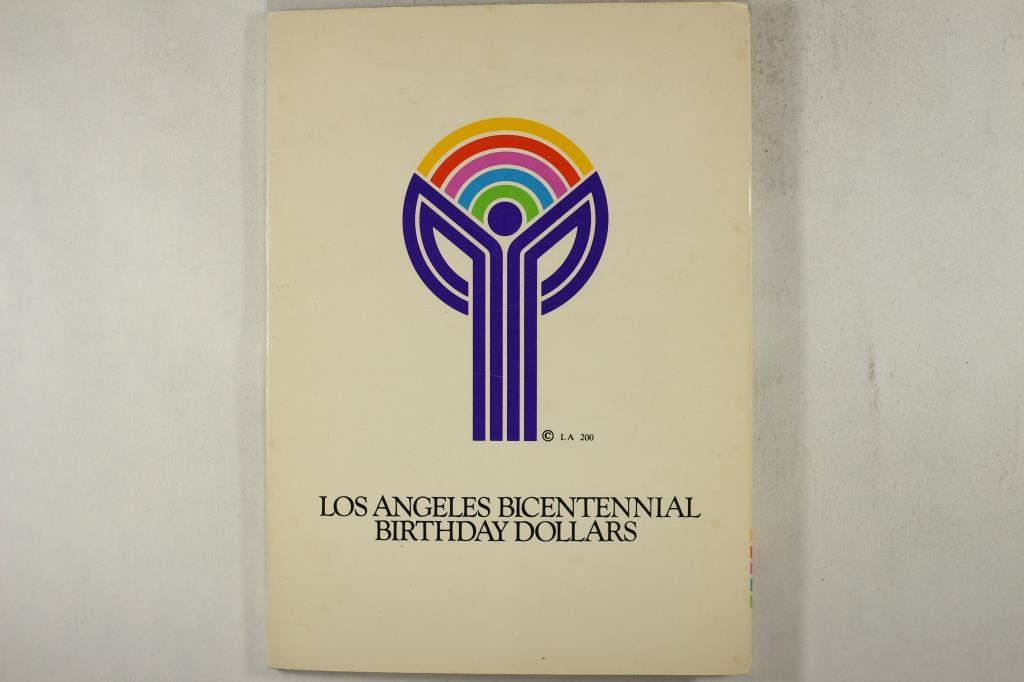 © LA 200
LOS ANGELES BICENTENNIAL
BIRTHDAY DOLLARS